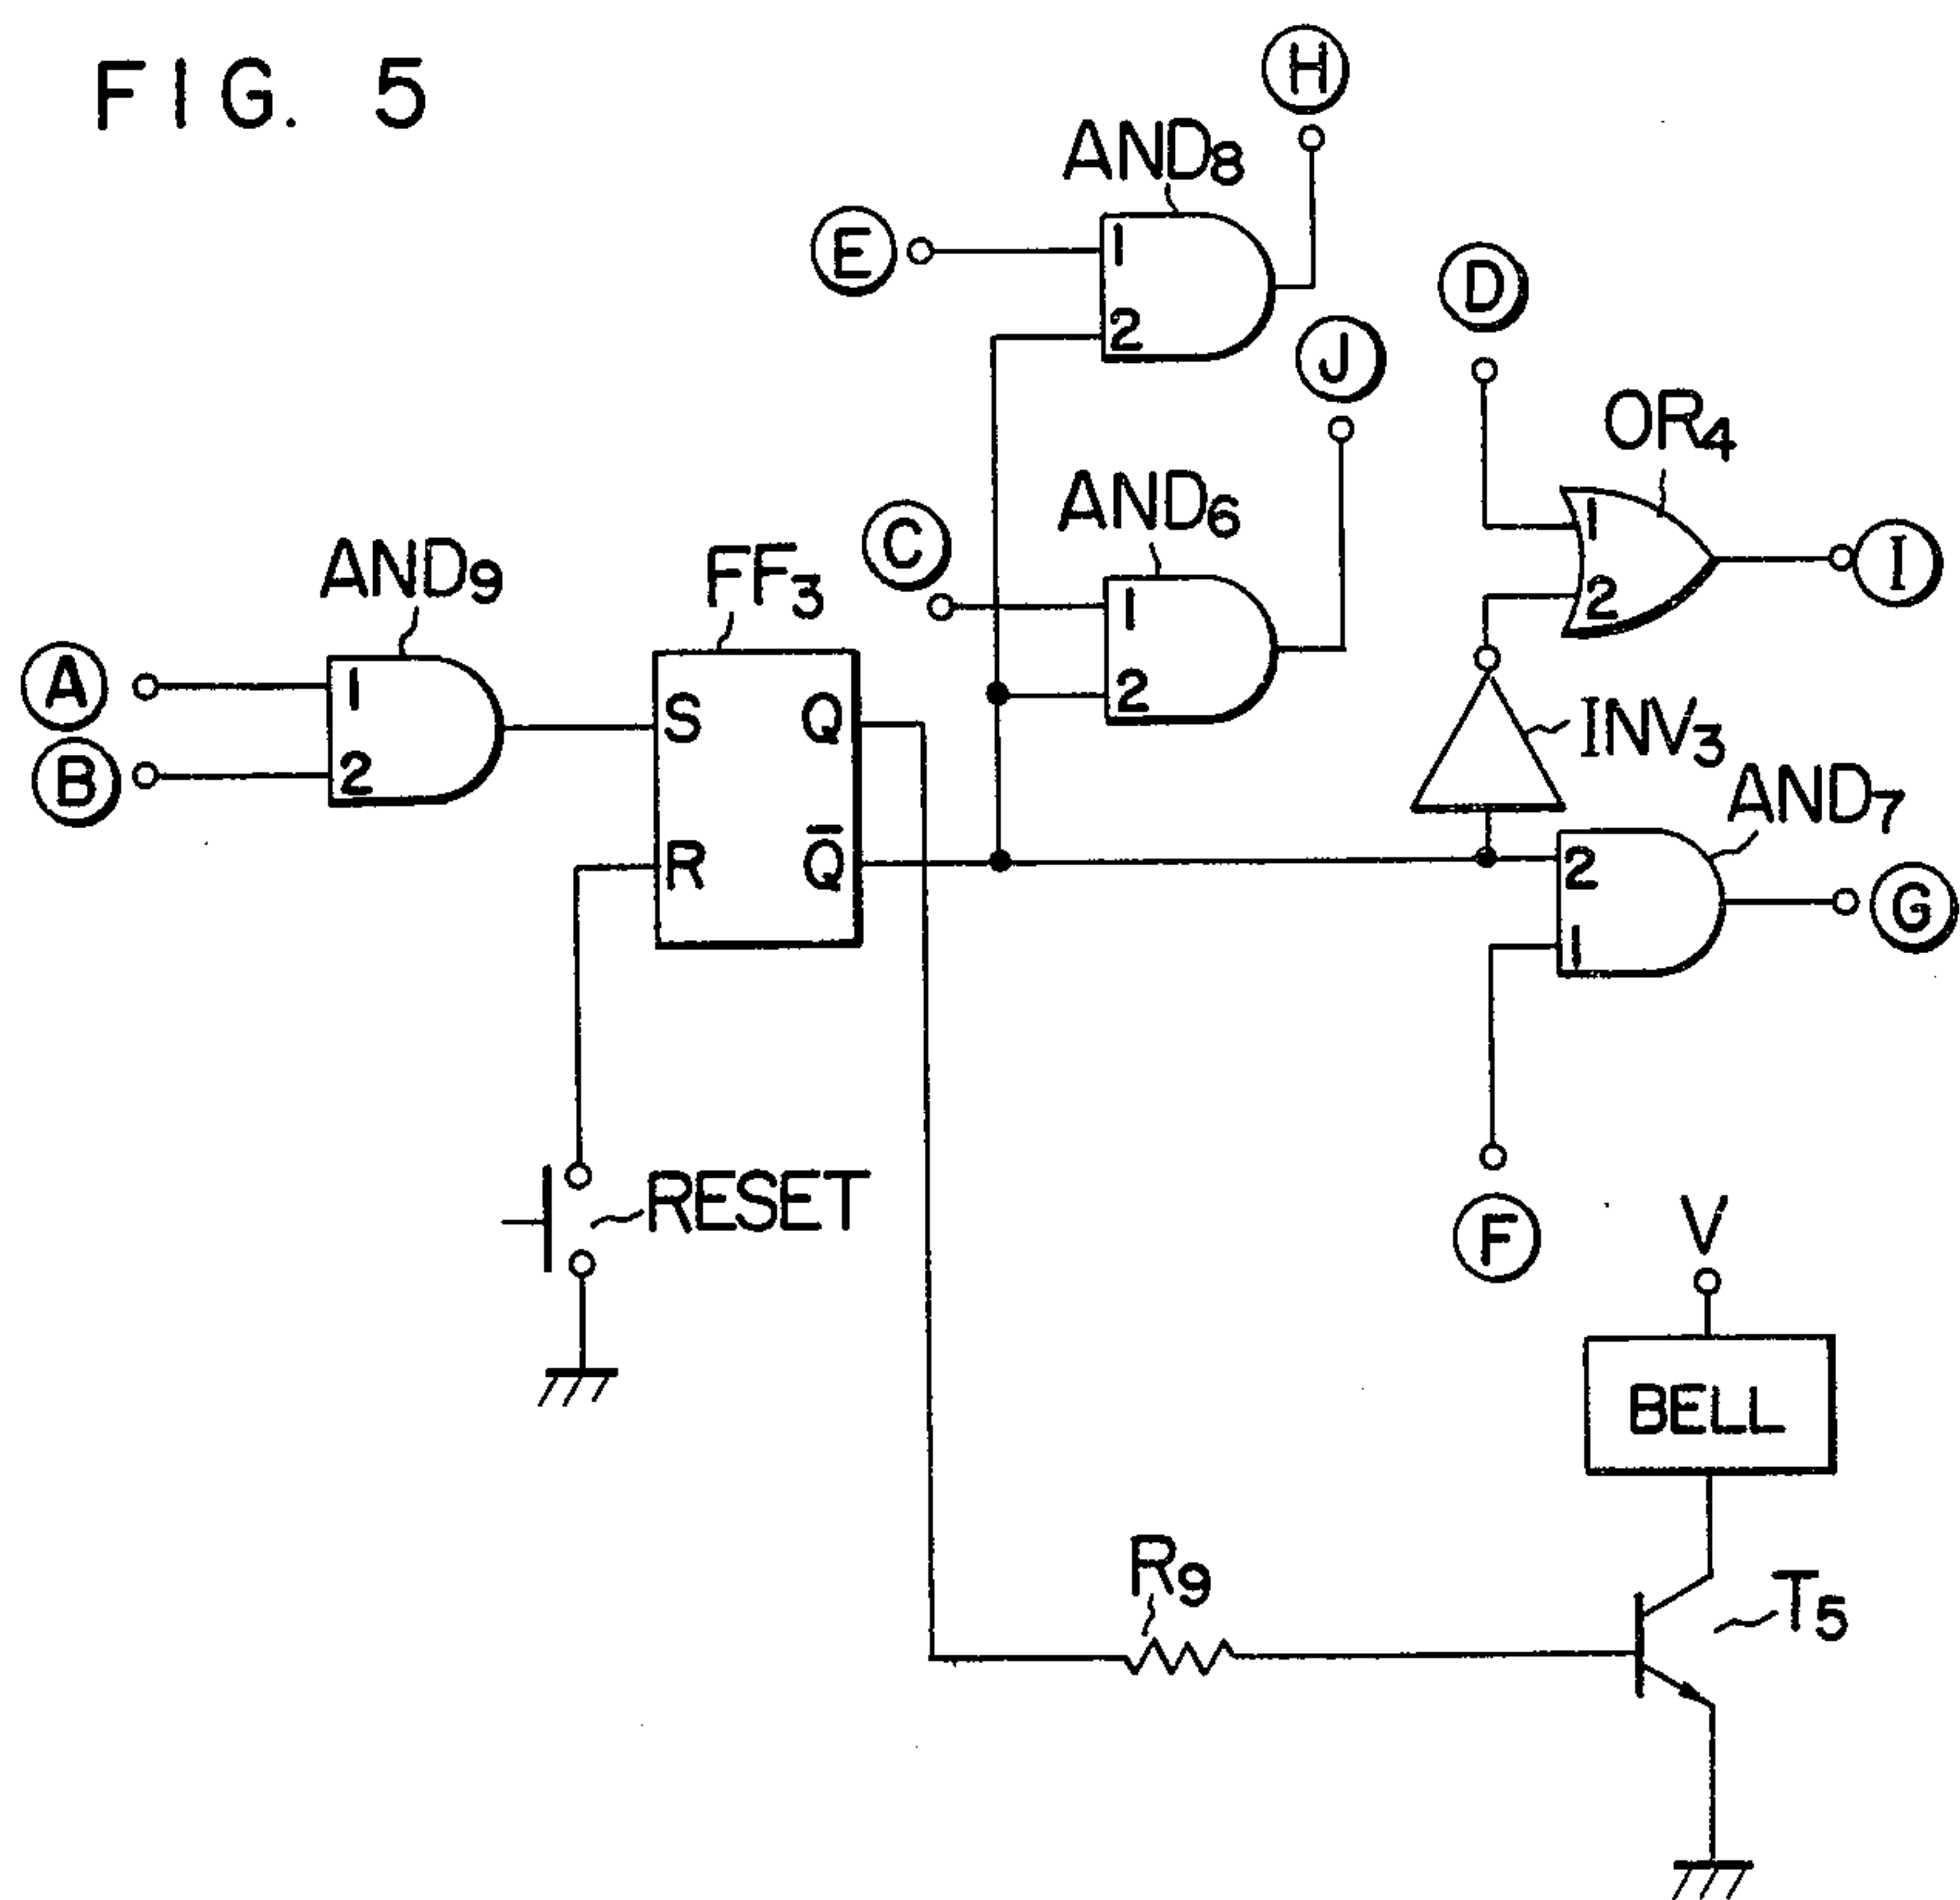 FIG. 5
H
AND8
E
1
2
D
J
OR4
AND6
C
1
2
1
2
I
AND9
FF3
A
B
1
2
S
Q
R
Q̅
INV3
AND7
2
1
G
RESET
F
V
BELL
R9
T5